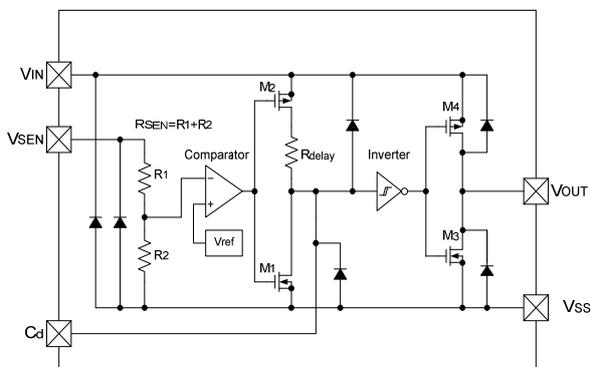 VIN
M2
M4
VSEN
RSEN=R1+R2
Comparator
Rdelay
Inverter
R1
−
+
VOUT
Vref
M3
R2
M1
VSS
Cd